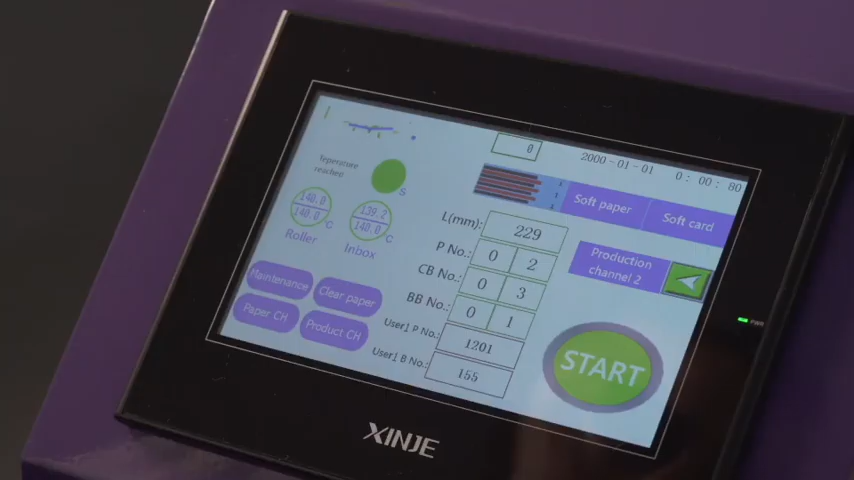 0
2000-01-01 0: 00: 80
Teperature
reached:
S
Soft paper
Soft card
140.0
140.0
°C
Roller
139.2
140.0
°C
Inbox
L(mm): 229
P No.: 0 2
CB No.: 0 3
BB No.: 0 1
User1 P No.: 1201
User1 B No.: 155
Production
channel 2
Maintenance
Clear paper
Paper CH
Product CH
START
PWR
XINJE